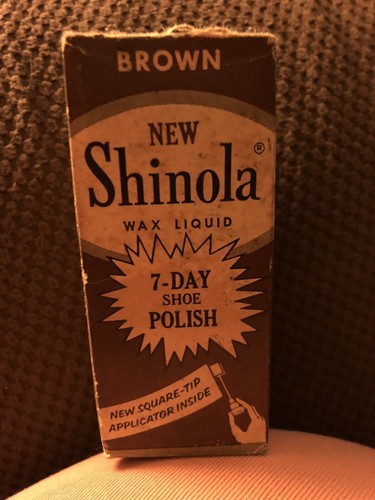 BROWN
NEW
Shinola®
WAX LIQUID
7-DAY
SHOE
POLISH
NEW SQUARE-TIP
APPLICATOR INSIDE